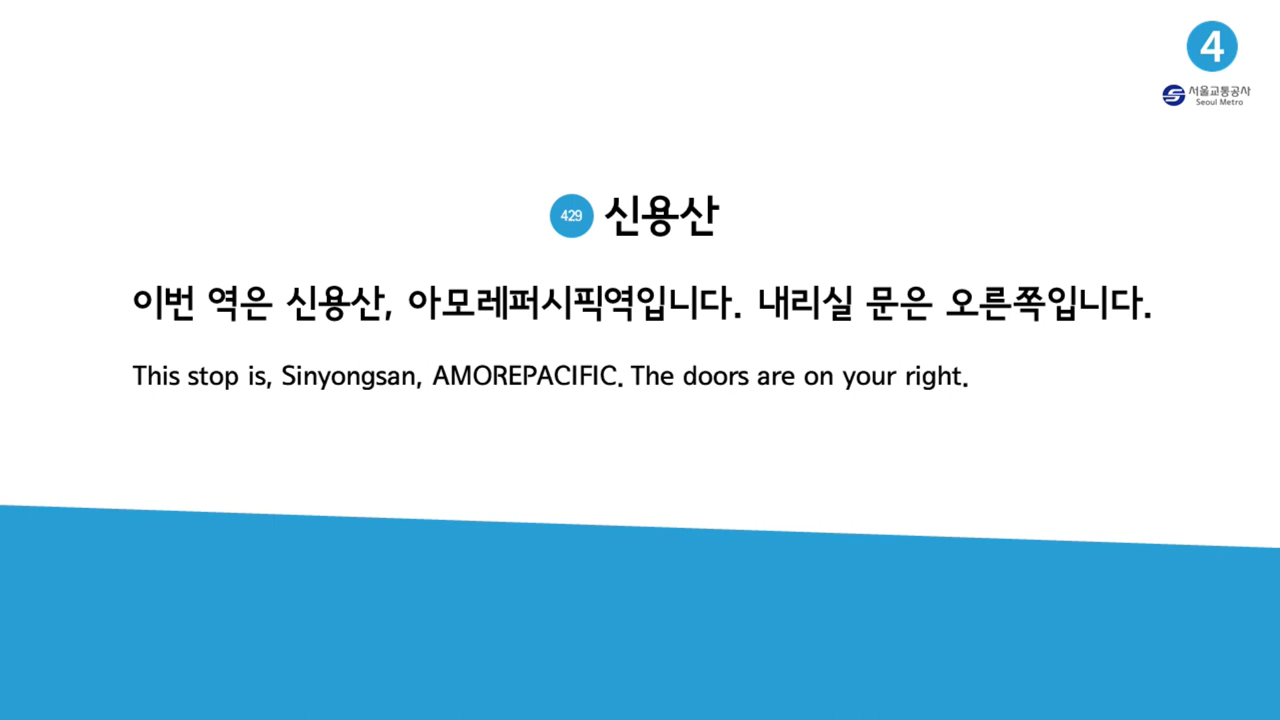 4
서울교통공사
Seoul Metro
429 신용산
이번 역은 신용산, 아모레퍼시픽역입니다. 내리실 문은 오른쪽입니다.
This stop is, Sinyongsan, AMOREPACIFIC. The doors are on your right.